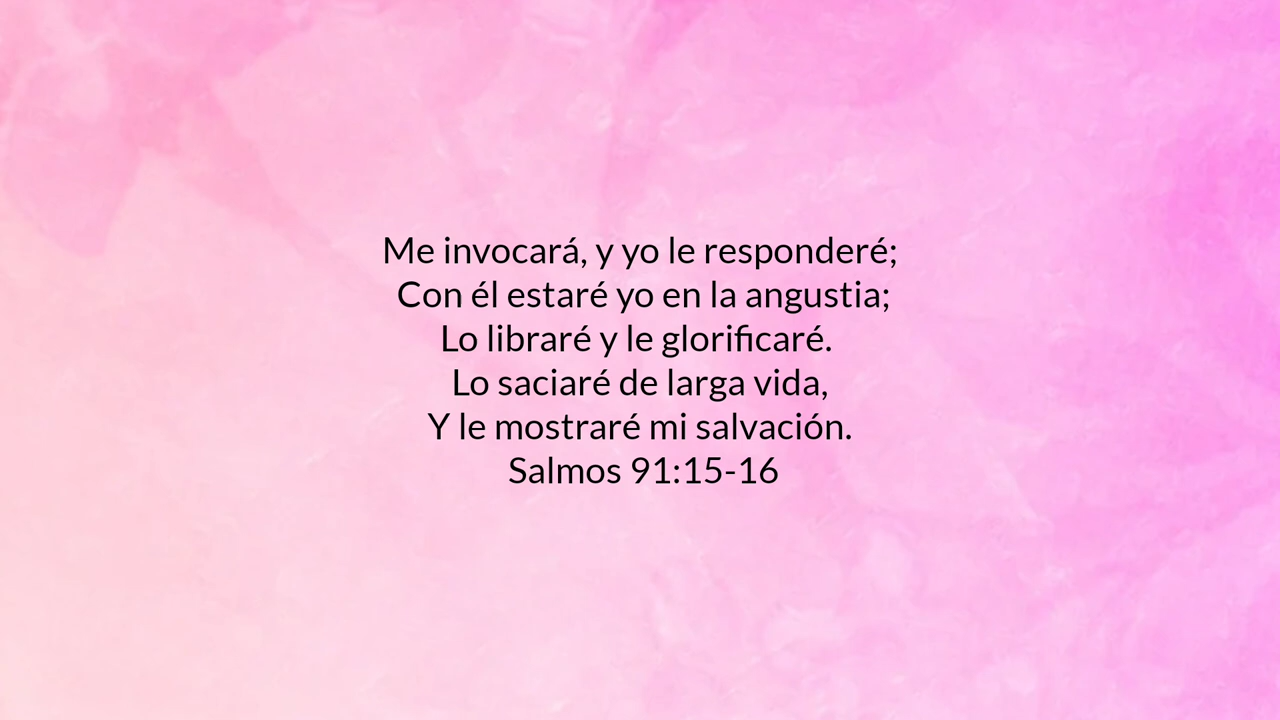 Me invocará, y yo le responderé;
Con él estaré yo en la angustia;
Lo libraré y le glorificaré.
Lo saciaré de larga vida,
Y le mostraré mi salvación.
Salmos 91:15-16